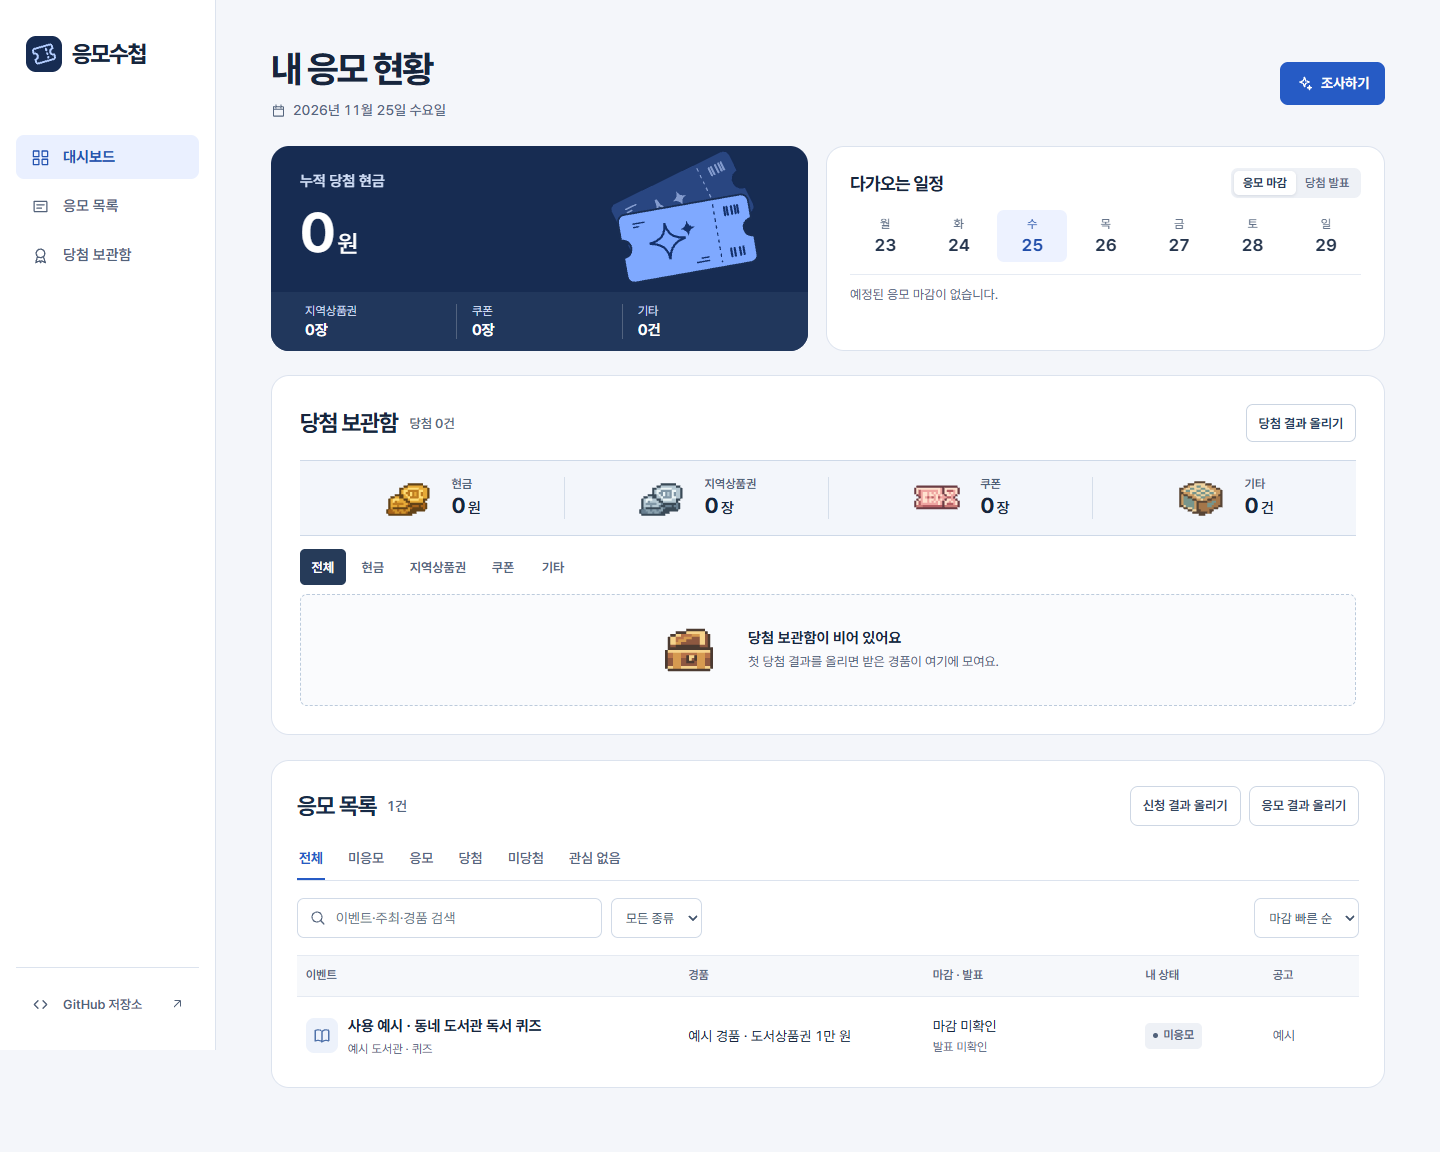 응모수첩
대시보드
응모 목록
당첨 보관함
GitHub 저장소
내 응모 현황
2026년 11월 25일 수요일
조사하기
누적 당첨 현금
0원
지역상품권
0장
쿠폰
0장
기타
0건
다가오는 일정
응모 마감 당첨 발표
월 화 수 목 금 토 일
23 24 25 26 27 28 29
예정된 응모 마감이 없습니다.
당첨 보관함 당첨 0건
당첨 결과 올리기
현금
0원
지역상품권
0장
쿠폰
0장
기타
0건
전체 현금 지역상품권 쿠폰 기타
당첨 보관함이 비어 있어요
첫 당첨 결과를 올리면 받은 경품이 여기에 모여요.
응모 목록 1건
신청 결과 올리기 응모 결과 올리기
전체 미응모 응모 당첨 미당첨 관심 없음
이벤트·주최·경품 검색 모든 종류 마감 빠른 순
이벤트 경품 마감 · 발표 내 상태 공고
사용 예시 · 동네 도서관 독서 퀴즈
예시 도서관 · 퀴즈
예시 경품 · 도서상품권 1만 원
마감 미확인
발표 미확인
미응모
예시